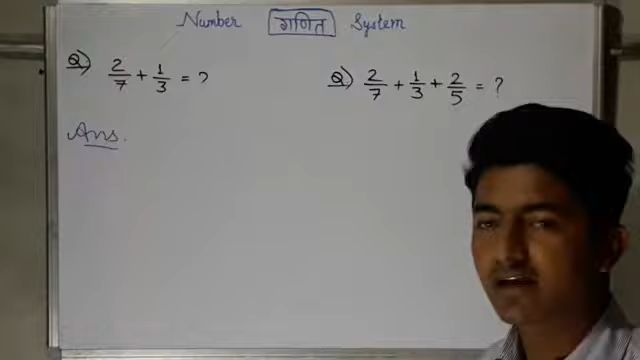 Number गणित System
Q) 2/7 + 1/3 = ?
Q) 2/7 + 1/3 + 2/5 = ?
Ans.